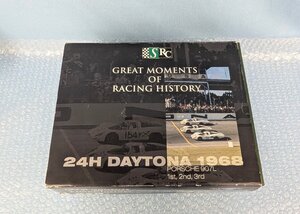 SRC
GREAT MOMENTS
OF
RACING HISTORY
24H DAYTONA 1968
PORSCHE 907L
1st, 2nd, 3rd